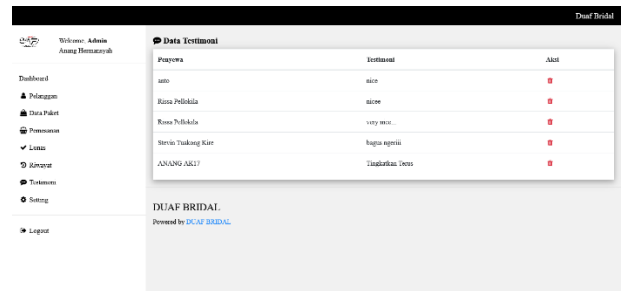 Duaf Bridal
Welcome, Admin
Anang Hermansyah
Dashboard
Pelanggan
Data Paket
Pemesanan
Lunas
Riwayat
Testimoni
Setting
Logout
Data Testimoni
Penyewa Testimoni Aksi
anto nice
Rissa Pellokila nicee
Rissa Pellokila very nice...
Stevin Tuakang Kire bagus ngeriii
ANANG AK17 Tingkatkan Terus
DUAF BRIDAL
Powered by DUAF BRIDAL